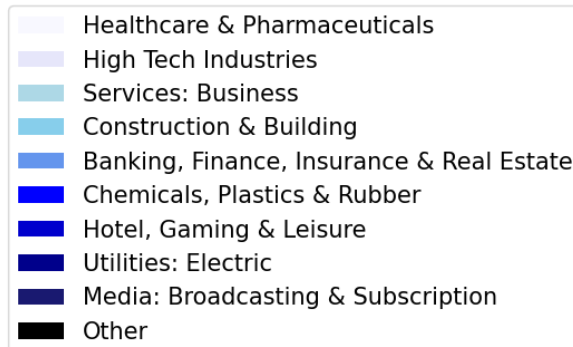 Healthcare & Pharmaceuticals
High Tech Industries
Services: Business
Construction & Building
Banking, Finance, Insurance & Real Estate
Chemicals, Plastics & Rubber
Hotel, Gaming & Leisure
Utilities: Electric
Media: Broadcasting & Subscription
Other